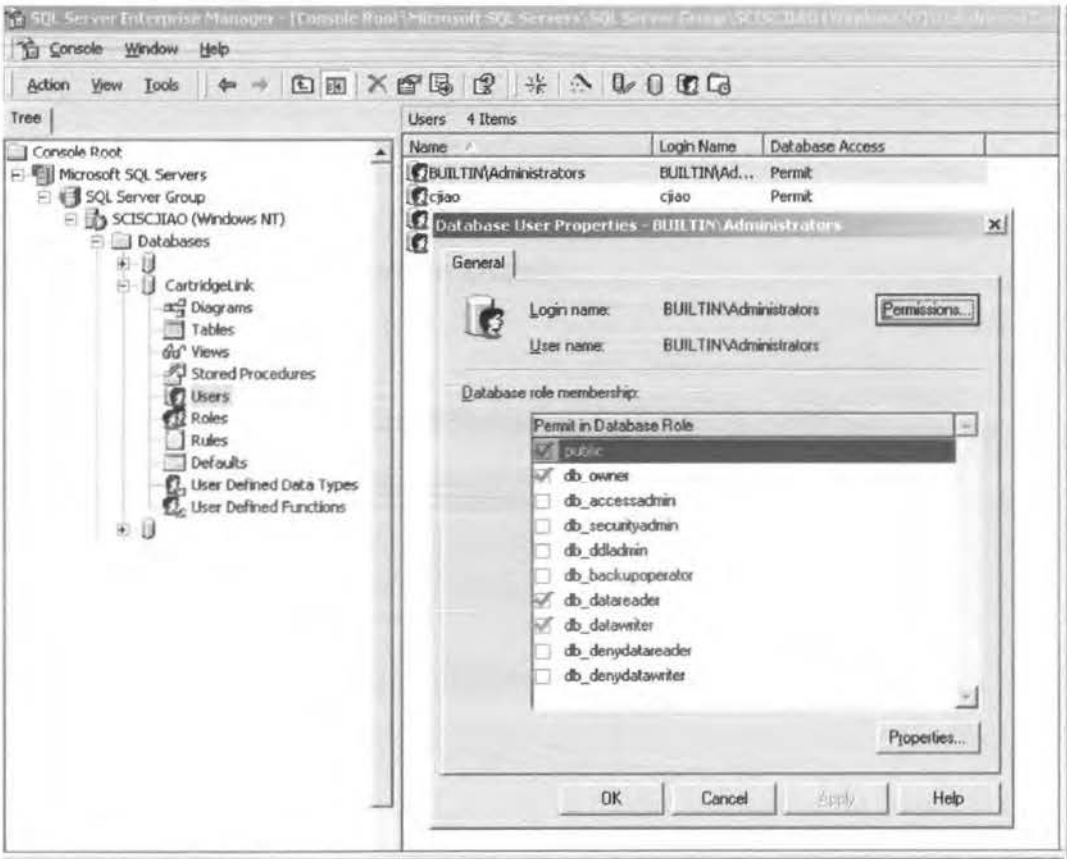 SQL Server Enterprise Manager - [Console Root\Microsoft SQL Servers\SQL Server Group\SCISCJIAO (Windows NT)\
Console Window Help
Action View Tools
Tree
Users 4 Items
Console Root
Microsoft SQL Servers
SQL Server Group
SCISCJIAO (Windows NT)
Databases
CartridgeLink
Diagrams
Tables
Views
Stored Procedures
Users
Roles
Rules
Defaults
User Defined Data Types
User Defined Functions
Name Login Name Database Access
BUILTIN\Administrators BUILTIN\Ad... Permit
cjiao cjiao Permit
Database User Properties - BUILTIN\Administrators
General
Login name: BUILTIN\Administrators Permissions...
User name: BUILTIN\Administrators
Database role membership:
Permit in Database Role
public
db_owner
db_accessadmin
db_securityadmin
db_ddladmin
db_backupoperator
db_datareader
db_datawriter
db_denydatareader
db_denydatawriter
Properties...
OK Cancel Apply Help